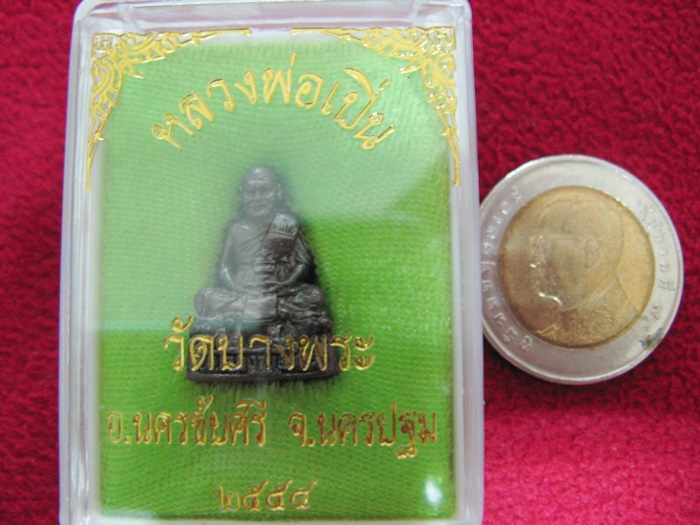 หลวงพ่อเปิ่น
วัดบางพระ
อ.นครชัยศรี จ.นครปฐม
๒๕๕๔